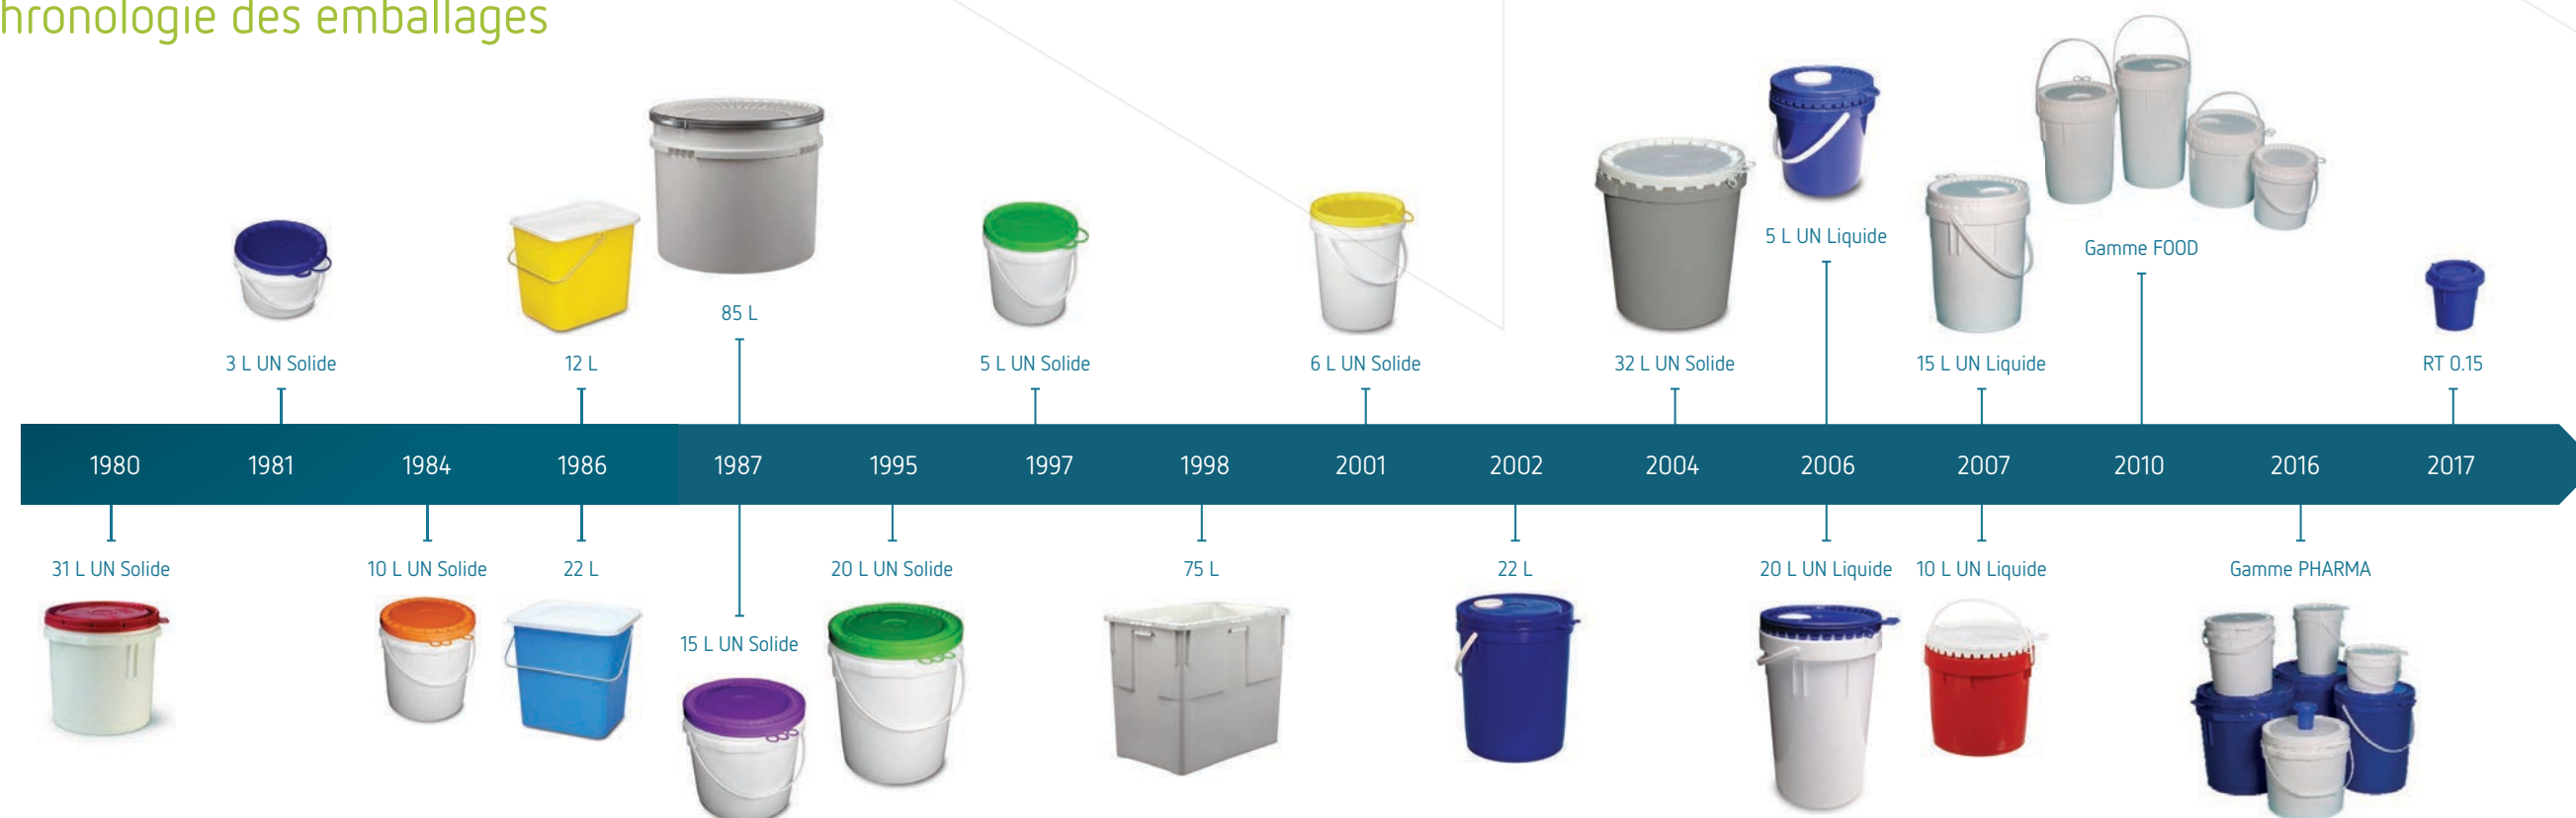 hronologie des emballages
5 L UN Liquide
Gamme FOOD
85 L
3 L UN Solide
12 L
5 L UN Solide
6 L UN Solide
32 L UN Solide
15 L UN Liquide
RT 0.15
1980 1981 1984 1986 1987 1995 1997 1998 2001 2002 2004 2006 2007 2010 2016 2017
31 L UN Solide
10 L UN Solide
22 L
20 L UN Solide
75 L
22 L
20 L UN Liquide
10 L UN Liquide
Gamme PHARMA
15 L UN Solide